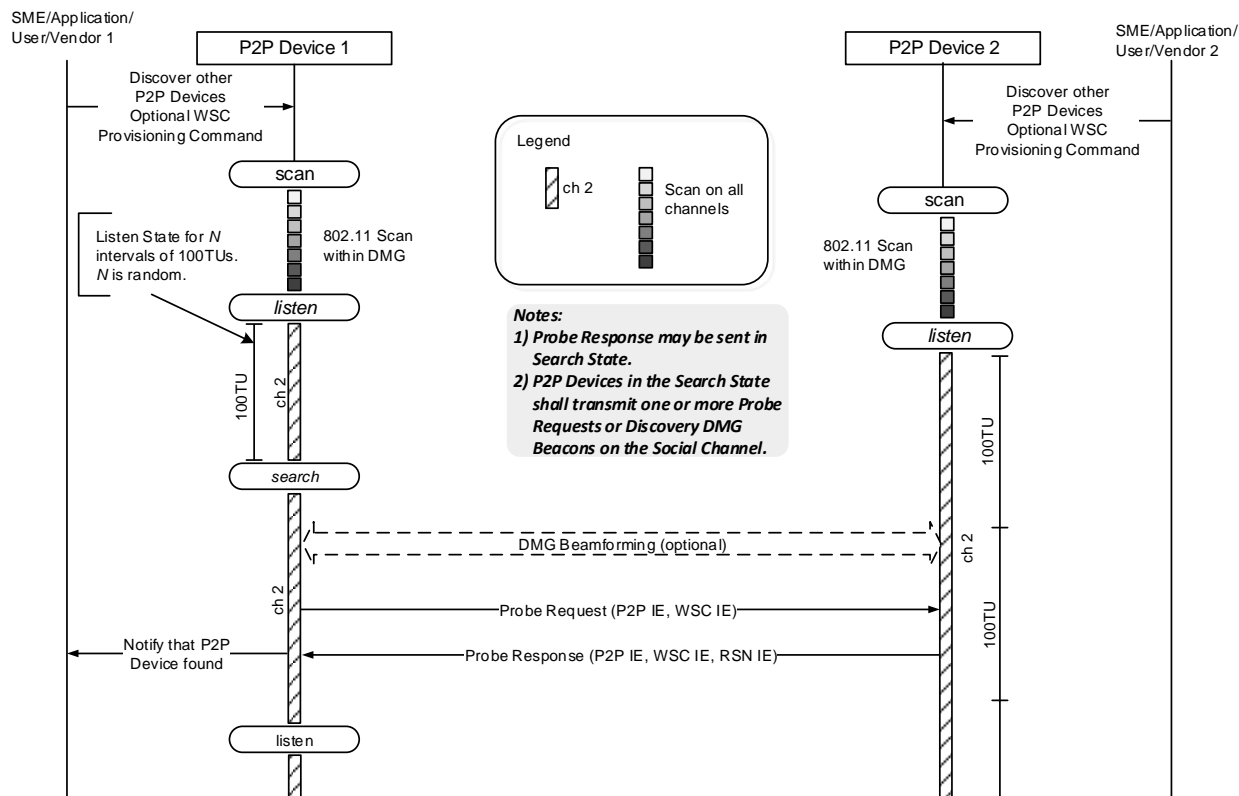 SME/Application/
User/Vendor 1
P2P Device 1
P2P Device 2
SME/Application/
User/Vendor 2
Discover other
P2P Devices
Optional WSC
Provisioning Command
Discover other
P2P Devices
Optional WSC
Provisioning Command
Legend
ch 2
Scan on all
channels
scan
scan
Listen State for N
intervals of 100TUs.
N is random.
802.11 Scan
within DMG
802.11 Scan
within DMG
listen
listen
Notes:
1) Probe Response may be sent in
Search State.
2) P2P Devices in the Search State
shall transmit one or more Probe
Requests or Discovery DMG
Beacons on the Social Channel.
100TU
ch 2
100TU
search
DMG Beamforming (optional)
ch 2
ch 2
100TU
Probe Request (P2P IE, WSC IE)
Notify that P2P
Device found
Probe Response (P2P IE, WSC IE, RSN IE)
listen